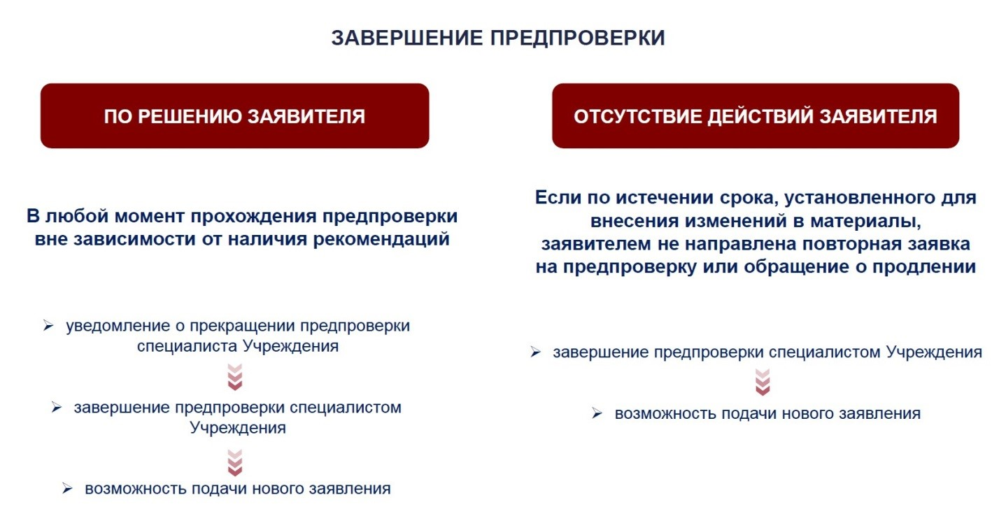 ЗАВЕРШЕНИЕ ПРЕДПРОВЕРКИ
ПО РЕШЕНИЮ ЗАЯВИТЕЛЯ
В любой момент прохождения предпроверки
вне зависимости от наличия рекомендаций
уведомление о прекращении предпроверки
специалиста Учреждения
завершение предпроверки специалистом
Учреждения
возможность подачи нового заявления
ОТСУТСТВИЕ ДЕЙСТВИЙ ЗАЯВИТЕЛЯ
Если по истечении срока, установленного для
внесения изменений в материалы,
заявителем не направлена повторная заявка
на предпроверку или обращение о продлении
завершение предпроверки специалистом Учреждения
возможность подачи нового заявления